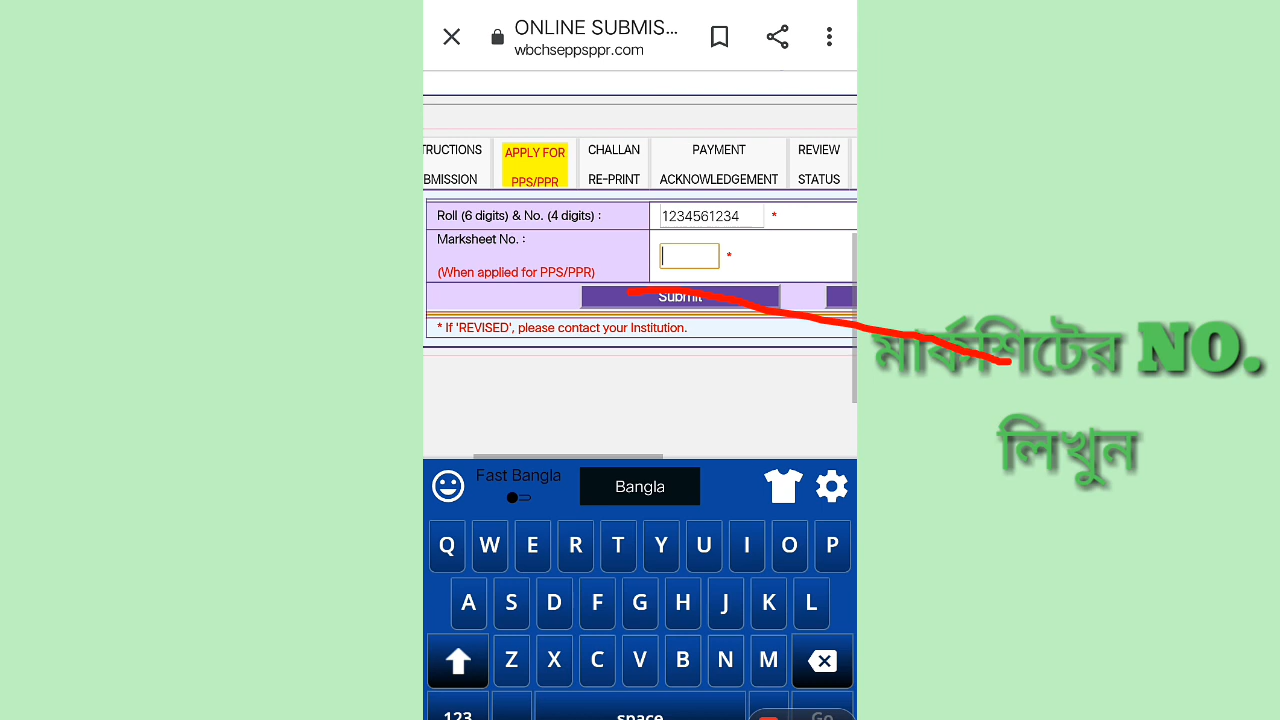 ONLINE SUBMIS...
wbchseppsppr.com
TRUCTIONS
BMISSION
APPLY FOR
PPS/PPR
CHALLAN
RE-PRINT
PAYMENT
ACKNOWLEDGEMENT
REVIEW
STATUS
Roll (6 digits) & No. (4 digits) :
1234561234 *
Marksheet No. :
(When applied for PPS/PPR)
*
Submit
* If 'REVISED', please contact your Institution.
মার্কশিটের NO.
লিখুন
Fast Bangla
Bangla
Q W E R T Y U I O P
A S D F G H J K L
Z X C V B N M
123 space Go